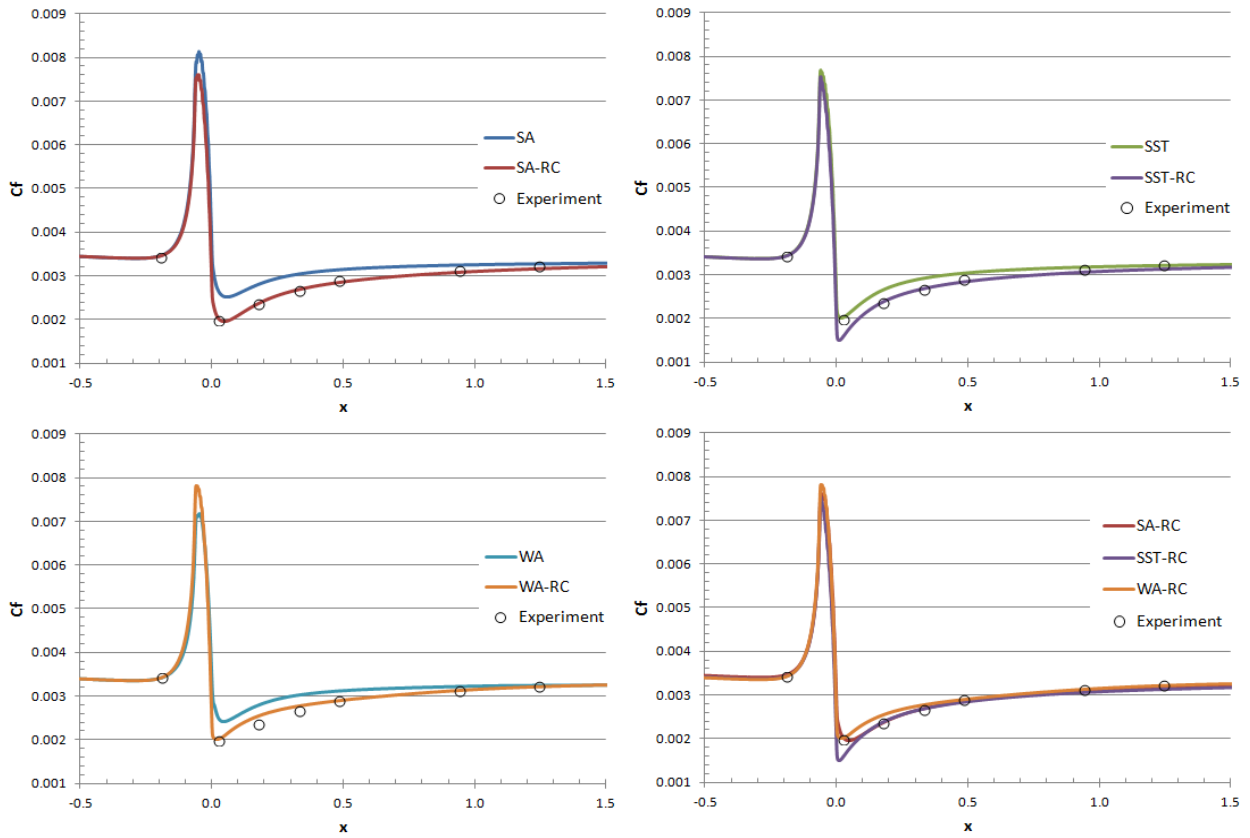 0.009
0.008
0.007
0.006
0.005
0.004
0.003
0.002
0.001
Cf
-0.5
0.0
0.5
1.0
1.5
x
SA
SA-RC
Experiment
0.009
0.008
0.007
0.006
0.005
0.004
0.003
0.002
0.001
Cf
-0.5
0.0
0.5
1.0
1.5
x
SST
SST-RC
Experiment
0.009
0.008
0.007
0.006
0.005
0.004
0.003
0.002
0.001
Cf
-0.5
0.0
0.5
1.0
1.5
x
WA
WA-RC
Experiment
0.009
0.008
0.007
0.006
0.005
0.004
0.003
0.002
0.001
Cf
-0.5
0.0
0.5
1.0
1.5
x
SA-RC
SST-RC
WA-RC
Experiment